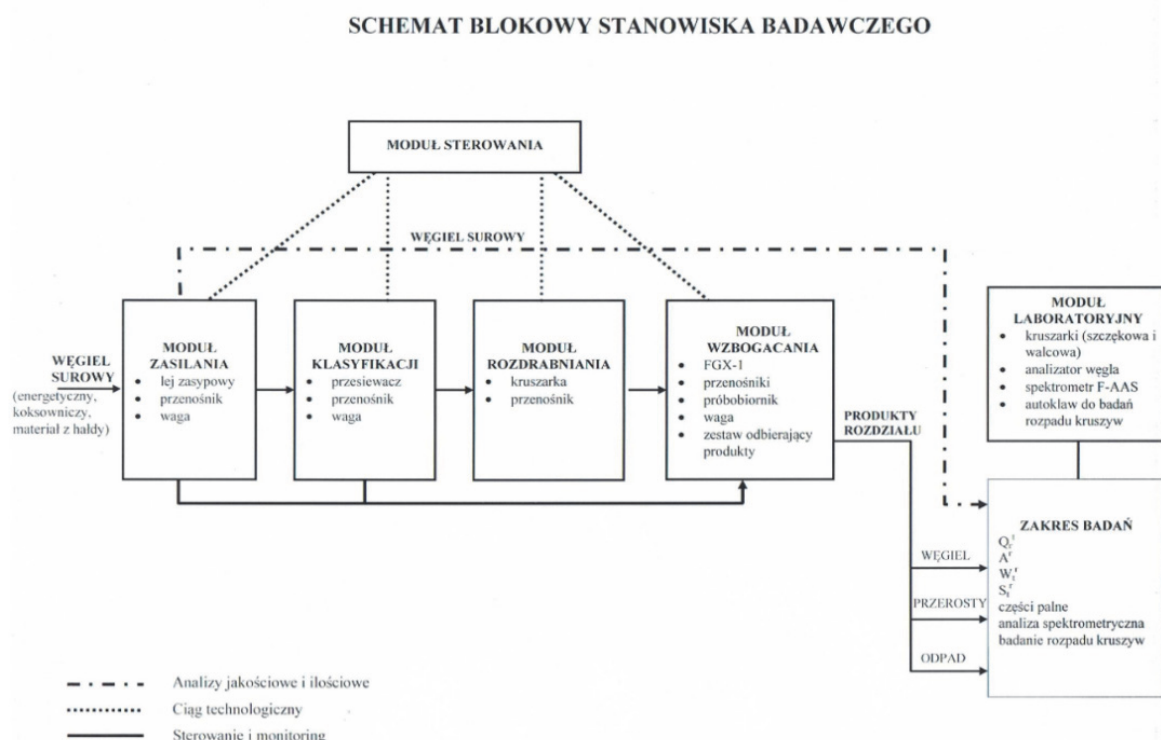 SCHEMAT BLOKOWY STANOWISKA BADAWCZEGO
MODUŁ STEROWANIA
WĘGIEL SUROWY
WĘGIEL
SUROWY
(energetyczny,
koksowniczy,
materiał z hałdy)
MODUŁ
ZASILANIA
• lej zasypowy
• przenośnik
• waga
MODUŁ
KLASYFIKACJI
• przesiewacz
• przenośnik
• waga
MODUŁ
ROZDRABNIANIA
• kruszarka
• przenośnik
MODUŁ
WZBOGACANIA
• FGX-1
• przenośniki
• próbobiornik
• waga
• zestaw odbierający
produkty
PRODUKTY
ROZDZIAŁU
MODUŁ
LABORATORYJNY
• kruszarki (szczękowa i
walcowa)
• analizator węgla
• spektrometr F-AAS
• autoklaw do badań
rozpadu kruszyw
WĘGIEL
PRZEROSTY
ODPAD
ZAKRES BADAŃ
A^r
W_t^r
S_t^r
części palne
analiza spektrometryczna
badanie rozpadu kruszyw
Analizy jakościowe i ilościowe
Ciąg technologiczny
Sterowanie i monitoring